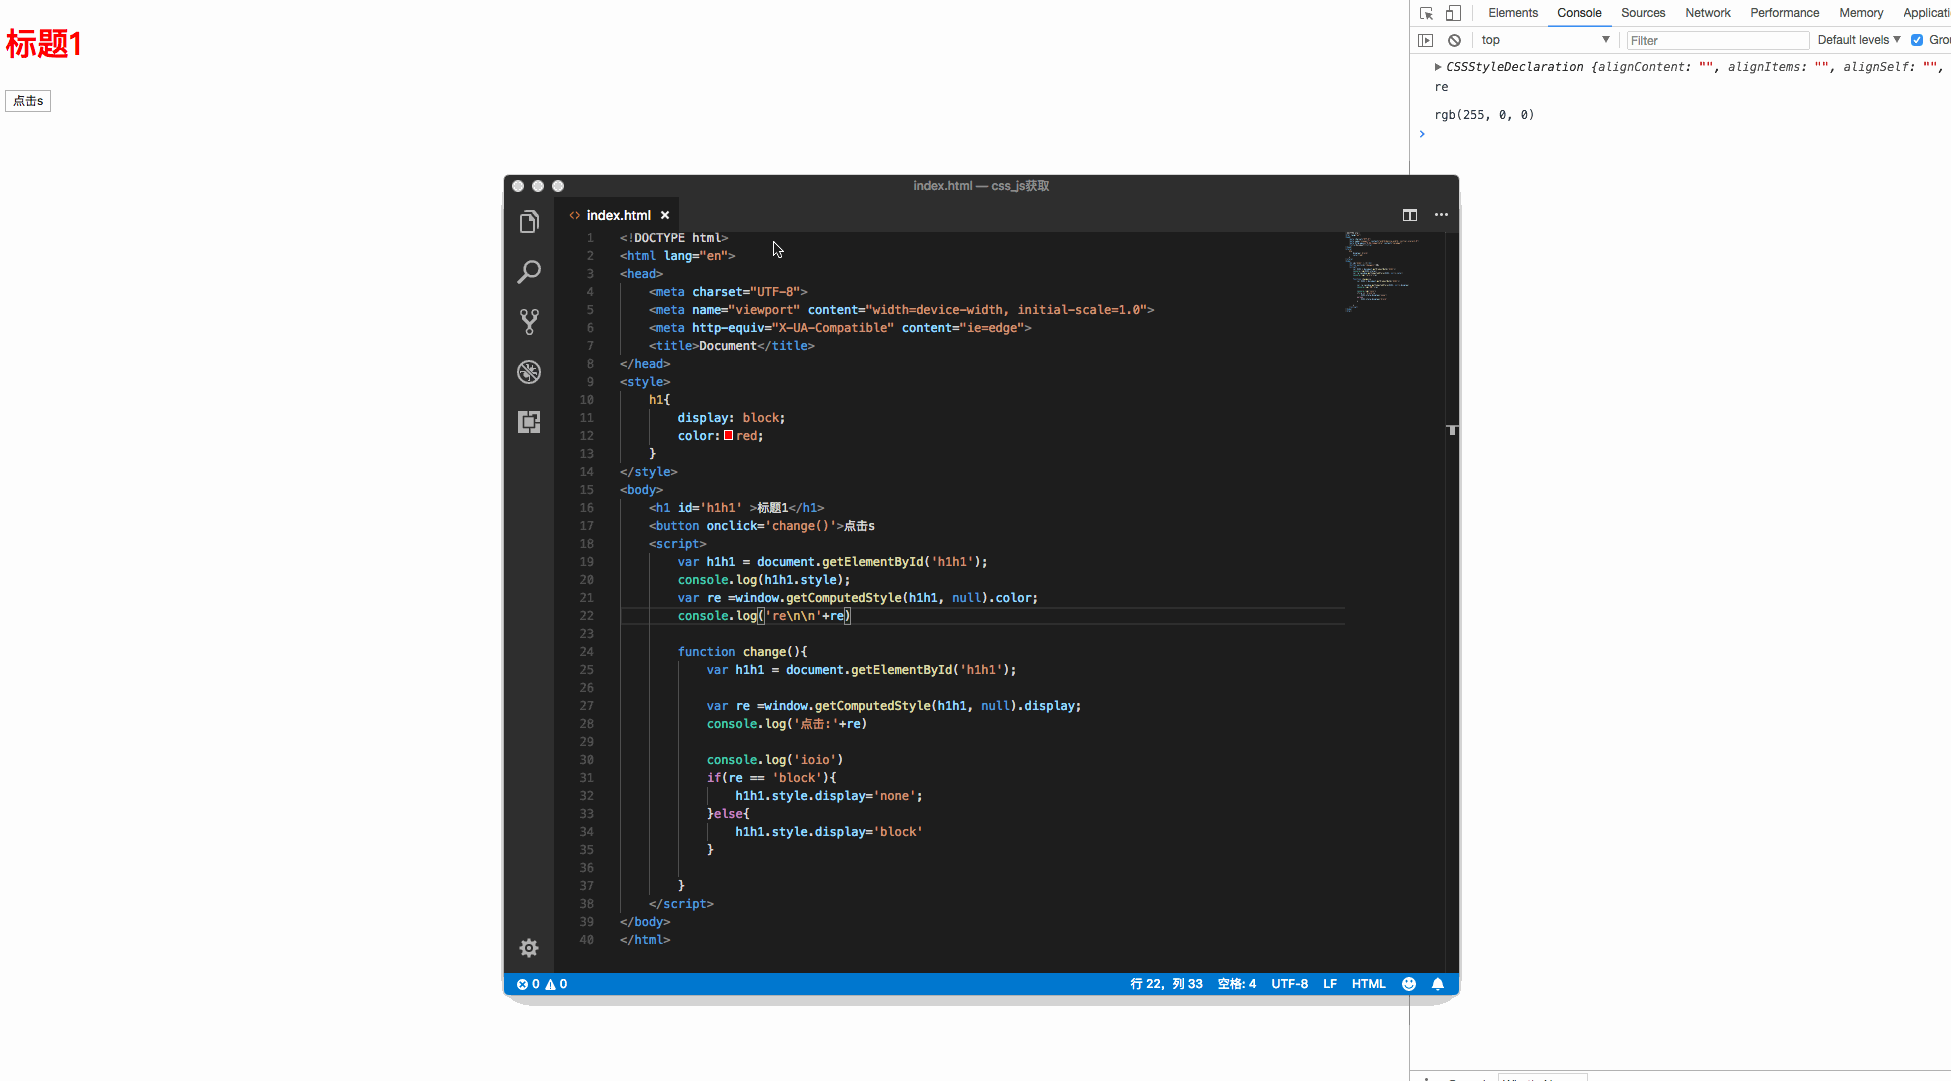 标题1
点击s
Elements Console Sources Network Performance Memory Applicati
top Filter Default levels Grou
CSSStyleDeclaration {alignContent: "", alignItems: "", alignSelf: "",
re
rgb(255, 0, 0)
index.html — css_js获取
index.html
1 <!DOCTYPE html>
2 <html lang="en">
3 <head>
4 <meta charset="UTF-8">
5 <meta name="viewport" content="width=device-width, initial-scale=1.0">
6 <meta http-equiv="X-UA-Compatible" content="ie=edge">
7 <title>Document</title>
8 </head>
9 <style>
10 h1{
11 display: block;
12 color: red;
13 }
14 </style>
15 <body>
16 <h1 id='h1h1' >标题1</h1>
17 <button onclick='change()'>点击s
18 <script>
19 var h1h1 = document.getElementById('h1h1');
20 console.log(h1h1.style);
21 var re =window.getComputedStyle(h1h1, null).color;
22 console.log('re\n\n'+re)
23
24 function change(){
25 var h1h1 = document.getElementById('h1h1');
26
27 var re =window.getComputedStyle(h1h1, null).display;
28 console.log('点击:'+re)
29
30 console.log('ioio')
31 if(re == 'block'){
32 h1h1.style.display='none';
33 }else{
34 h1h1.style.display='block'
35 }
36
37 }
38 </script>
39 </body>
40 </html>
0 0 行 22，列 33 空格: 4 UTF-8 LF HTML